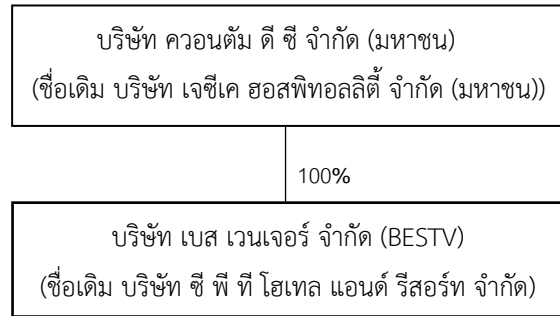 บริษัท ควอนตัม ดี ซี จำกัด (มหาชน)
(ชื่อเดิม บริษัท เจซีเค ฮอสพิทอลลิตี้ จำกัด (มหาชน))
100%
บริษัท เบส เวนเจอร์ จำกัด (BESTV)
(ชื่อเดิม บริษัท ซี พี ที โฮเทล แอนด์ รีสอร์ท จำกัด)